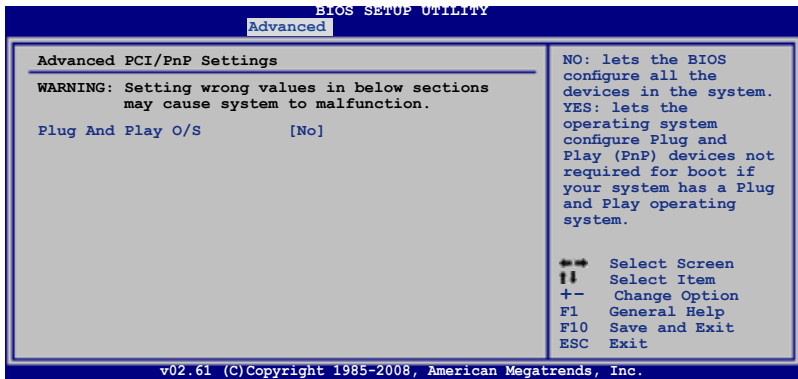 BIOS SETUP UTILITY
Advanced
Advanced PCI/PnP Settings
WARNING: Setting wrong values in below sections
may cause system to malfunction.
Plug And Play O/S [No]
NO: lets the BIOS
configure all the
devices in the system.
YES: lets the
operating system
configure Plug and
Play (PnP) devices not
required for boot if
your system has a Plug
and Play operating
system.
←→ Select Screen
↑↓ Select Item
+- Change Option
F1 General Help
F10 Save and Exit
ESC Exit
v02.61 (C)Copyright 1985-2008, American Megatrends, Inc.